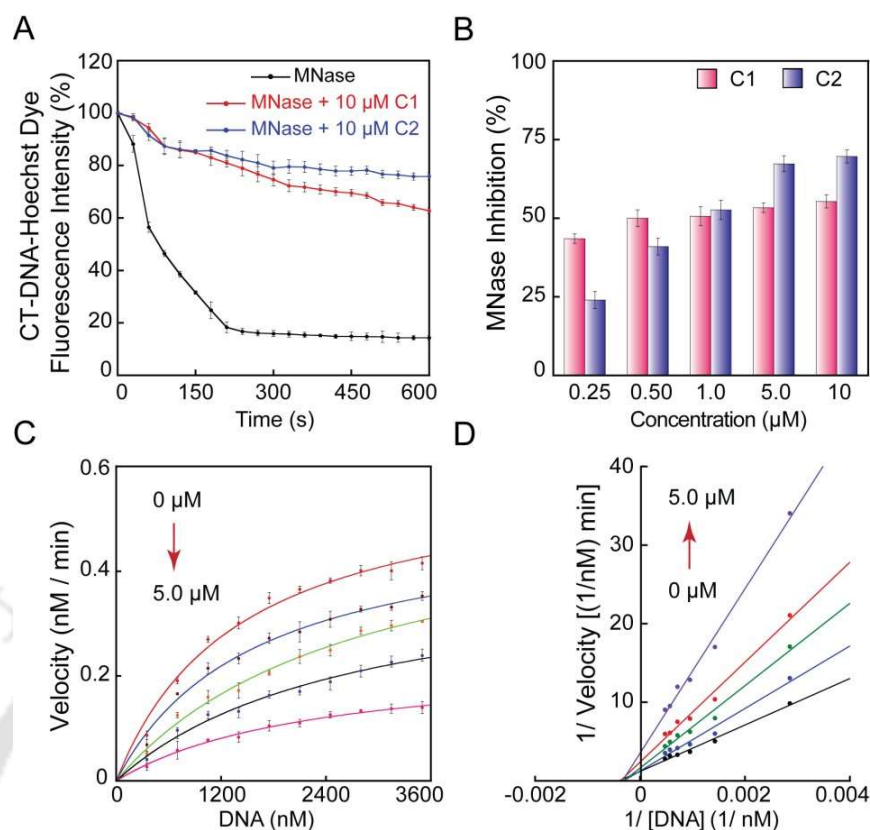 A
120
100
80
60
40
20
0
CT-DNA-Hoechst Dye
Fluorescence Intensity (%)
MNase
MNase + 10 µM C1
MNase + 10 µM C2
0 150 300 450 600
Time (s)
B
100
75
50
25
0
MNase Inhibition (%)
C1 C2
0.25 0.50 1.0 5.0 10
Concentration (µM)
C
0.6
0.4
0.2
0
Velocity (nM / min)
0 µM
5.0 µM
0 1200 2400 3600
DNA (nM)
D
40
30
20
10
1/ Velocity [(1/nM) min]
5.0 µM
0 µM
-0.002 0 0.002 0.004
1/ [DNA] (1/ nM)